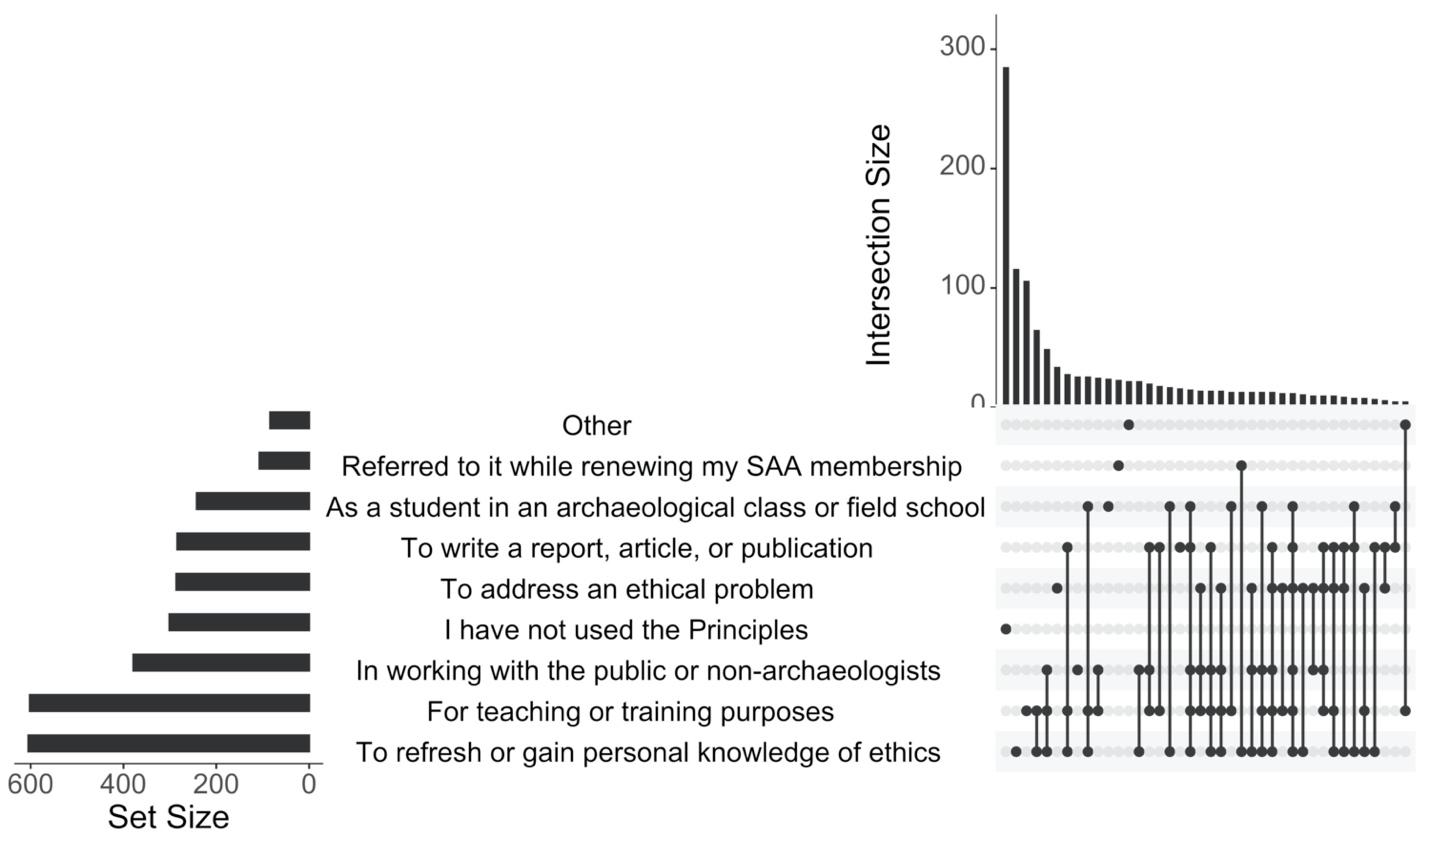 300
200
100
0
Intersection Size
Other
Referred to it while renewing my SAA membership
As a student in an archaeological class or field school
To write a report, article, or publication
To address an ethical problem
I have not used the Principles
In working with the public or non-archaeologists
For teaching or training purposes
To refresh or gain personal knowledge of ethics
600 400 200 0
Set Size